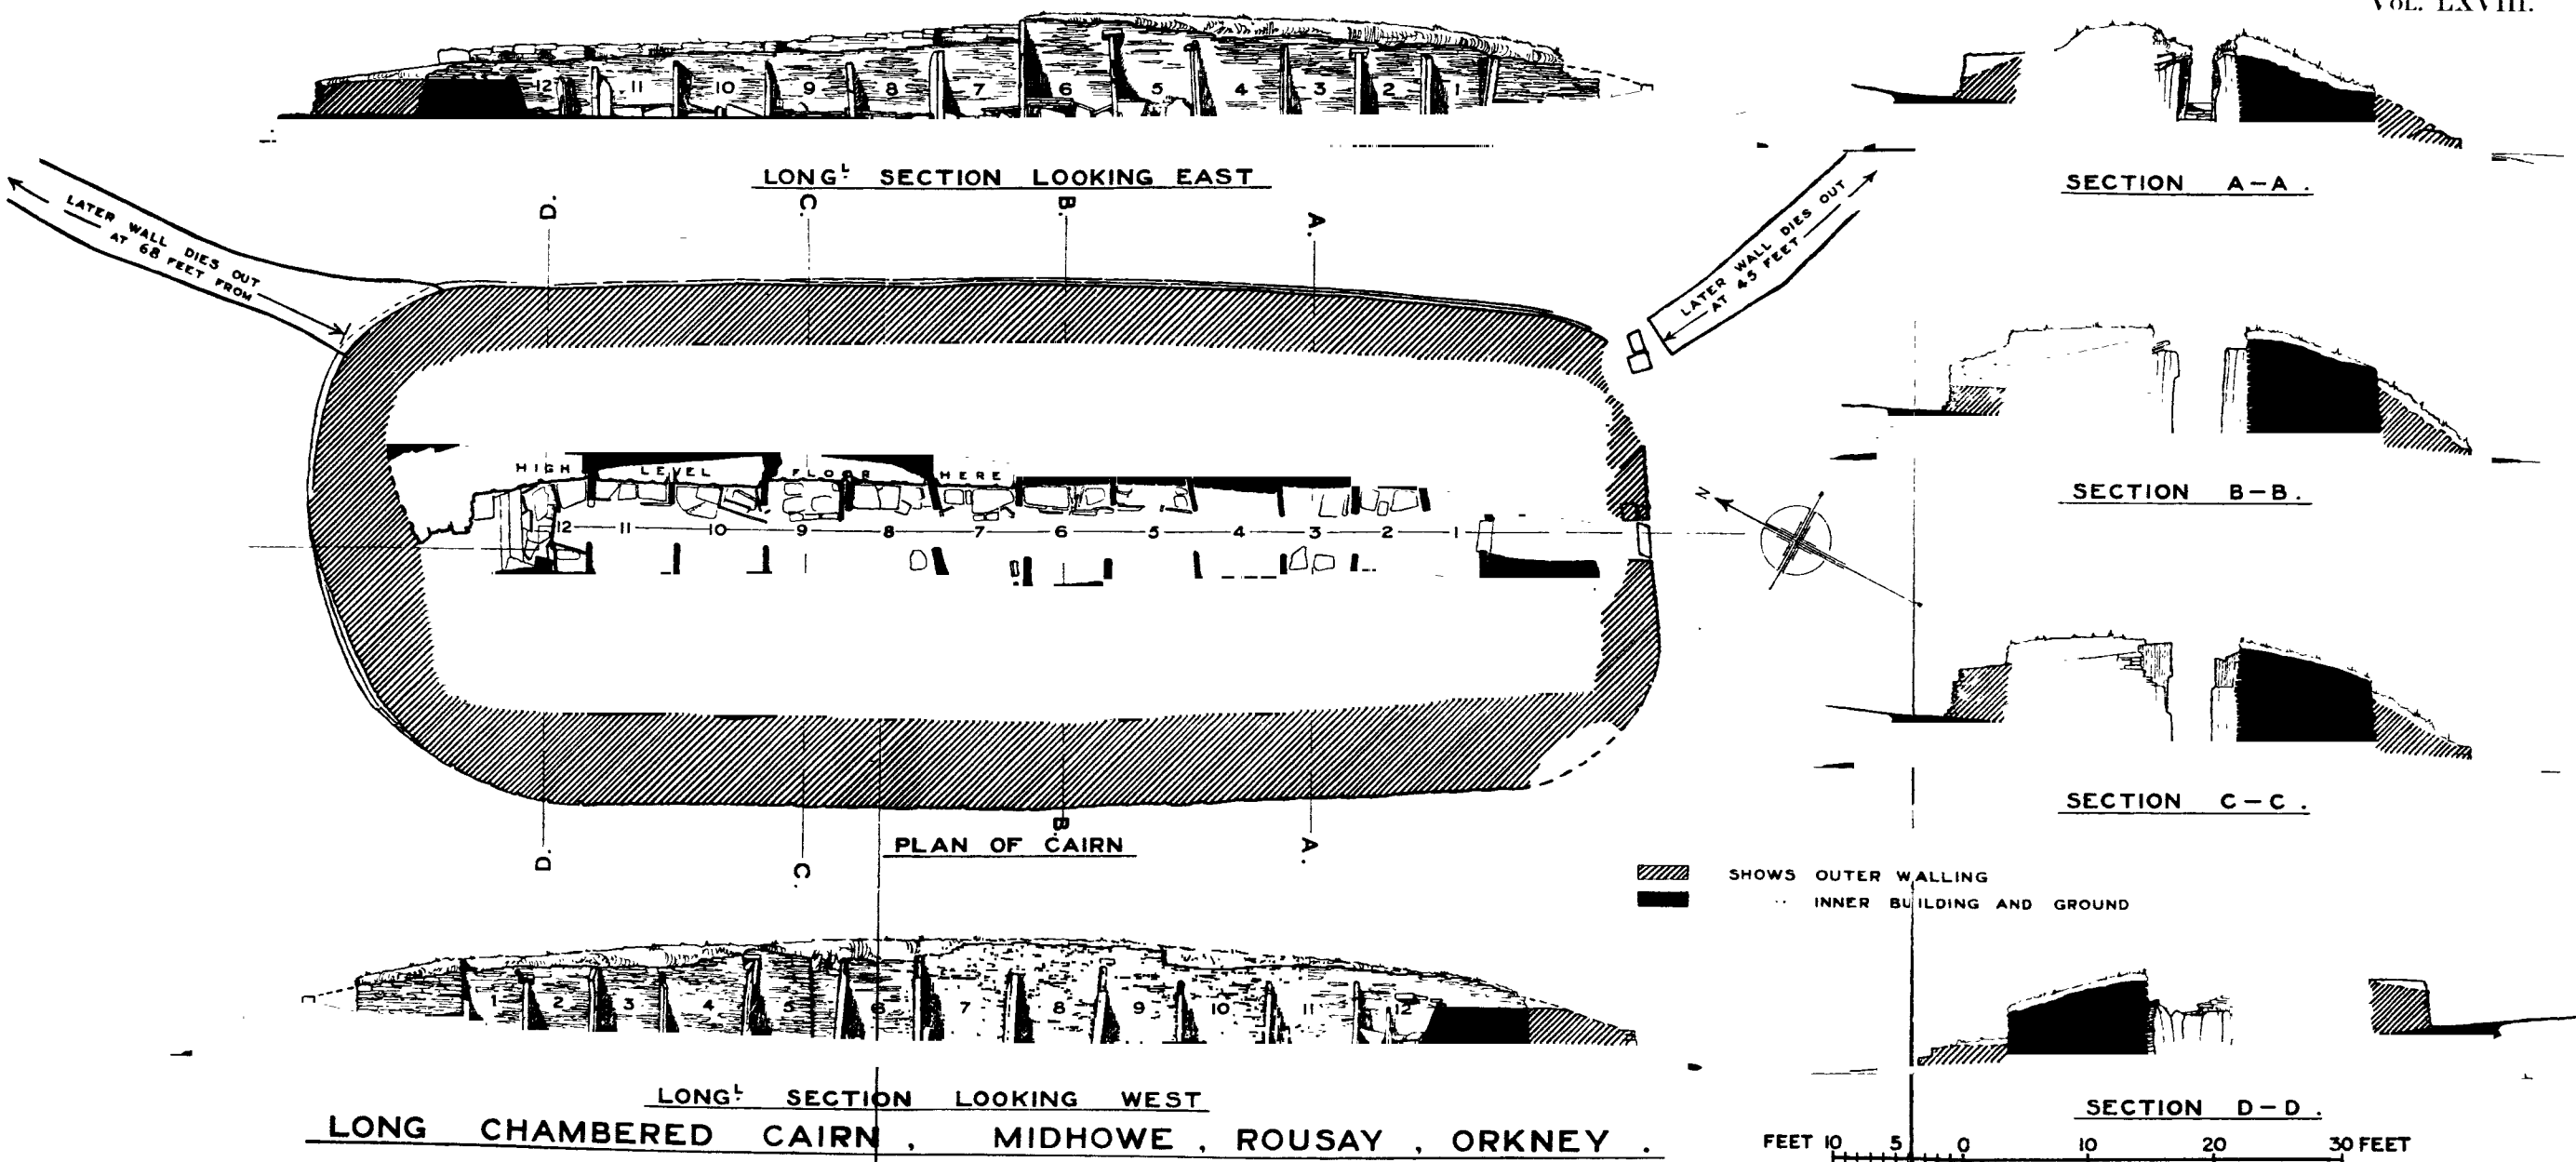 VOL. LXVIII.
12 11 10 9 8 7 6 5 4 3 2 1
LONG.L SECTION LOOKING EAST
SECTION A-A.
LATER WALL DIES OUT
AT 68 FEET FROM
D. C. B. A.
LATER WALL DIES OUT
AT 45 FEET
HIGH LEVEL FLOOR HERE
12 11 10 9 8 7 6 5 4 3 2 1
N
SECTION B-B.
D. C. B. A.
PLAN OF CAIRN
SECTION C-C.
SHOWS OUTER WALLING
" INNER BUILDING AND GROUND
1 2 3 4 5 6 7 8 9 10 11 12
LONG.L SECTION LOOKING WEST
SECTION D-D.
LONG CHAMBERED CAIRN, MIDHOWE, ROUSAY, ORKNEY.
FEET 10 5 0 10 20 30 FEET